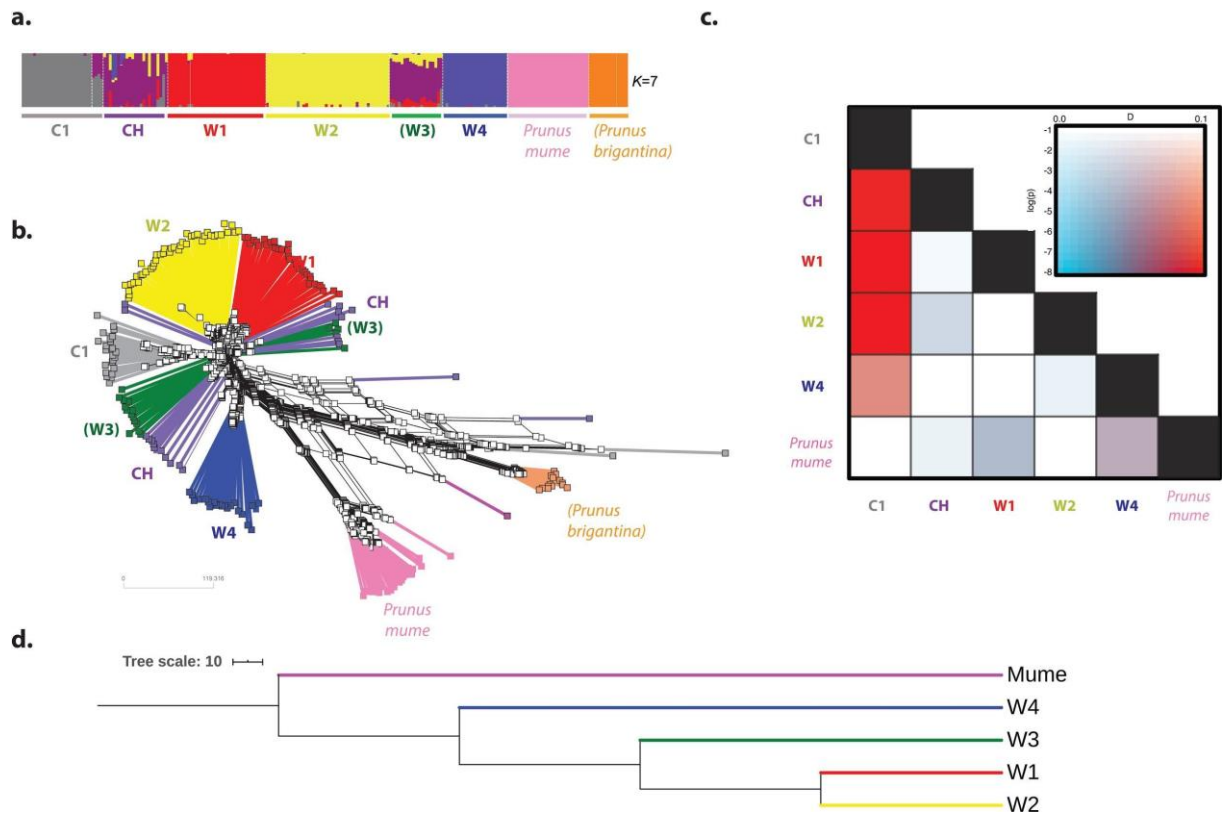 a.
K=7
C1 CH W1 W2 (W3) W4 Prunus mume (Prunus brigantina)
b.
W2
W1
CH
(W3)
C1
(W3)
CH
W4
(Prunus
brigantina)
Prunus
mume
0 119.316
c.
0.0 D 0.1
-1
-2
-3
-4
-5
-6
-7
-8
log(p)
C1
CH
W1
W2
W4
Prunus
mume
C1 CH W1 W2 W4 Prunus
mume
d.
Tree scale: 10
Mume
W4
W3
W1
W2